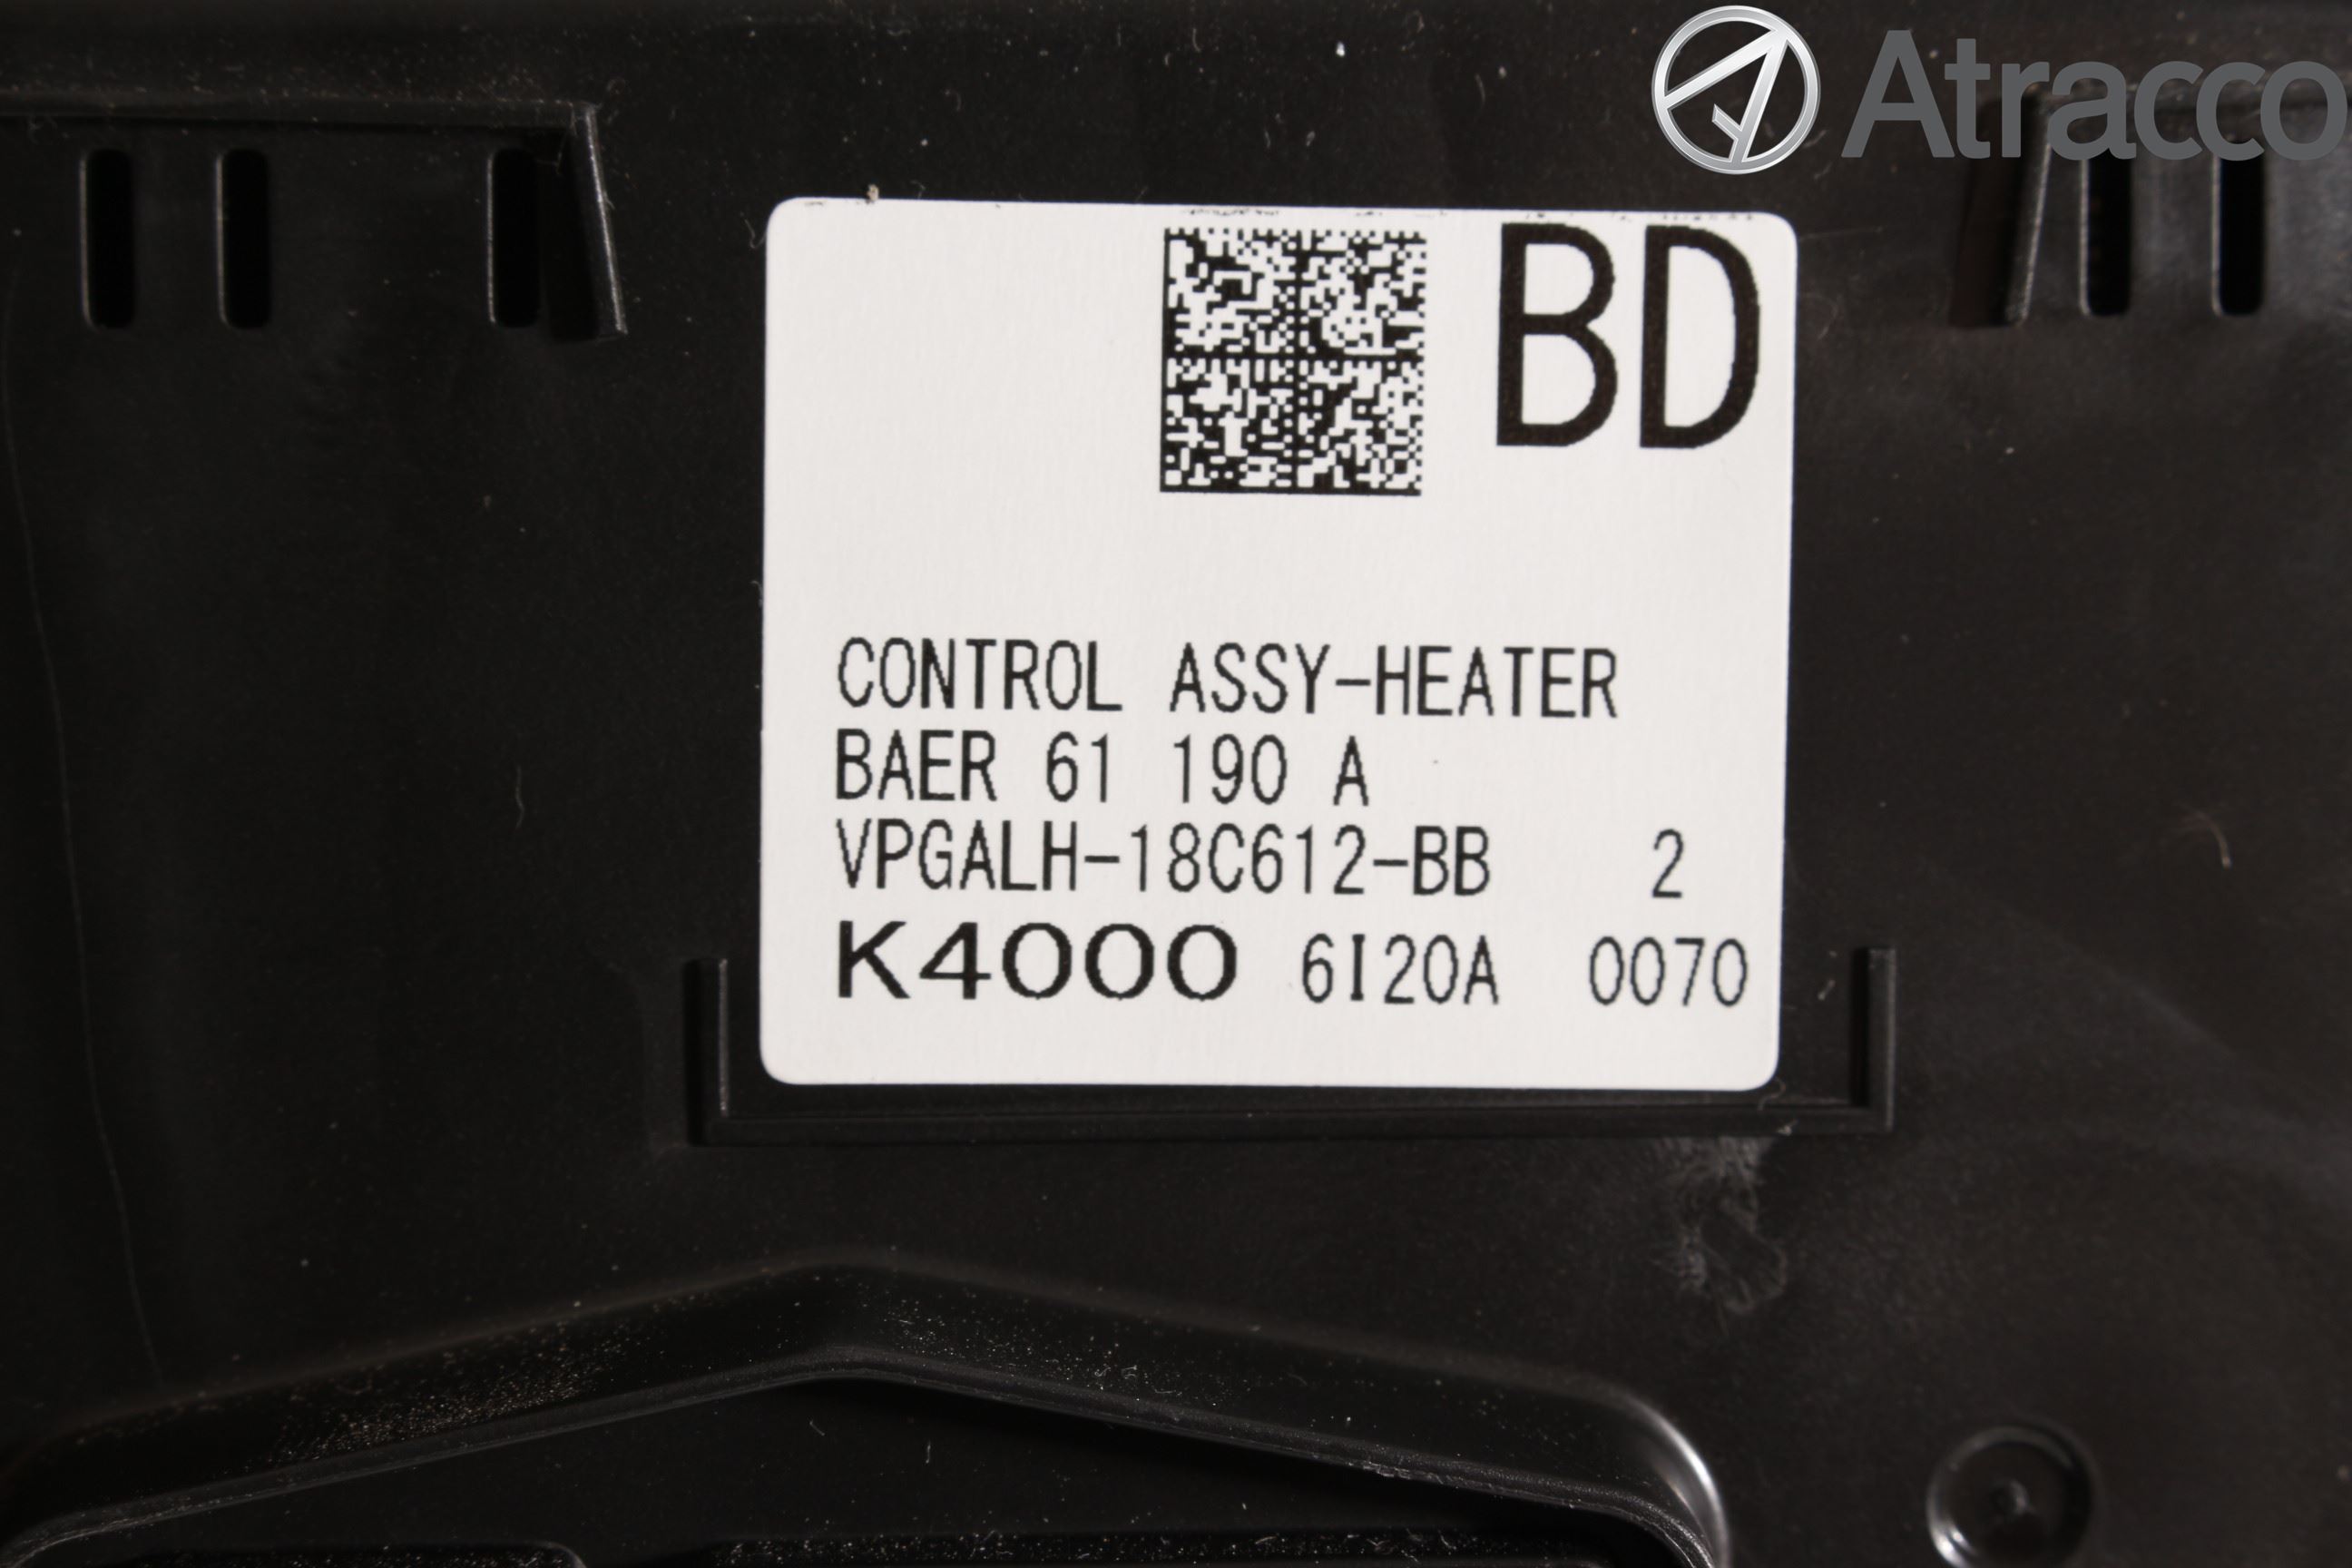 Atracco
BD
CONTROL ASSY-HEATER
BAER 61 190 A
VPGALH-18C612-BB 2
K4000 6I20A 0070